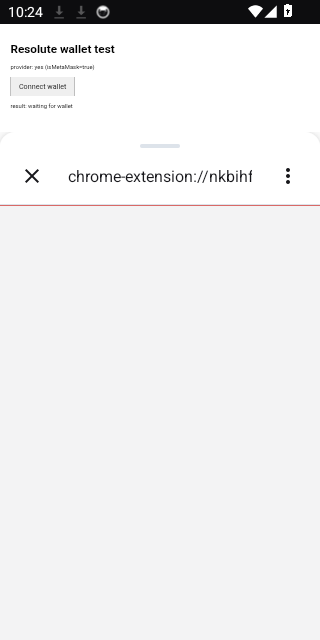 10:24
Resolute wallet test
provider: yes (isMetaMask=true)
Connect wallet
result: waiting for wallet
chrome-extension://nkbihf